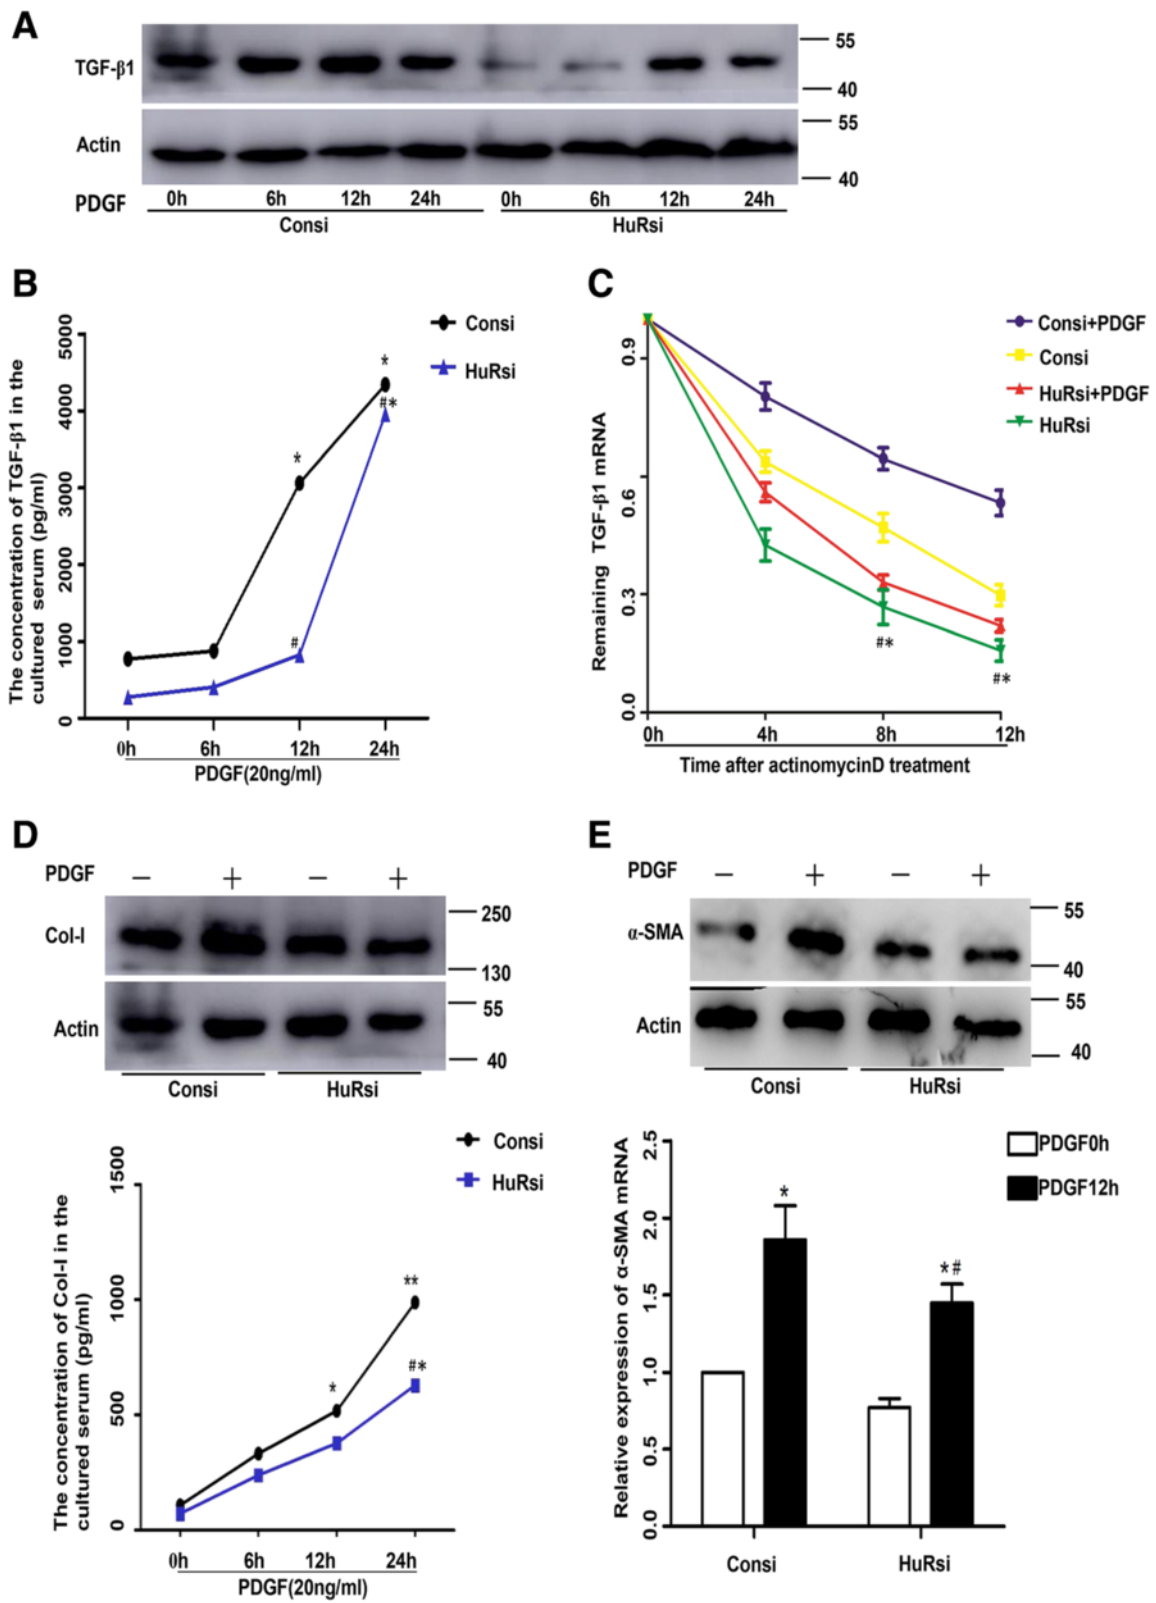 A
TGF-β1
55
40
Actin
55
40
PDGF 0h 6h 12h 24h 0h 6h 12h 24h
Consi HuRsi
B
The concentration of TGF-β1 in the
cultured serum (pg/ml)
5000
4000
3000
2000
1000
0
Consi
HuRsi
*
#*
*
#
0h 6h 12h 24h
PDGF(20ng/ml)
C
Remaining TGF-β1 mRNA
0.9
0.6
0.3
0.0
Consi+PDGF
Consi
HuRsi+PDGF
HuRsi
#*
#*
0h 4h 8h 12h
Time after actinomycinD treatment
D
PDGF − + − +
Col-I
250
130
Actin
55
40
Consi HuRsi
The concentration of Col-I in the
cultured serum (pg/ml)
1500
1000
500
0
Consi
HuRsi
**
#*
*
0h 6h 12h 24h
PDGF(20ng/ml)
E
PDGF − + − +
α-SMA
55
40
Actin
55
40
Consi HuRsi
Relative expression of α-SMA mRNA
2.5
2.0
1.5
1.0
0.5
0.0
PDGF0h
PDGF12h
*
*#
Consi HuRsi